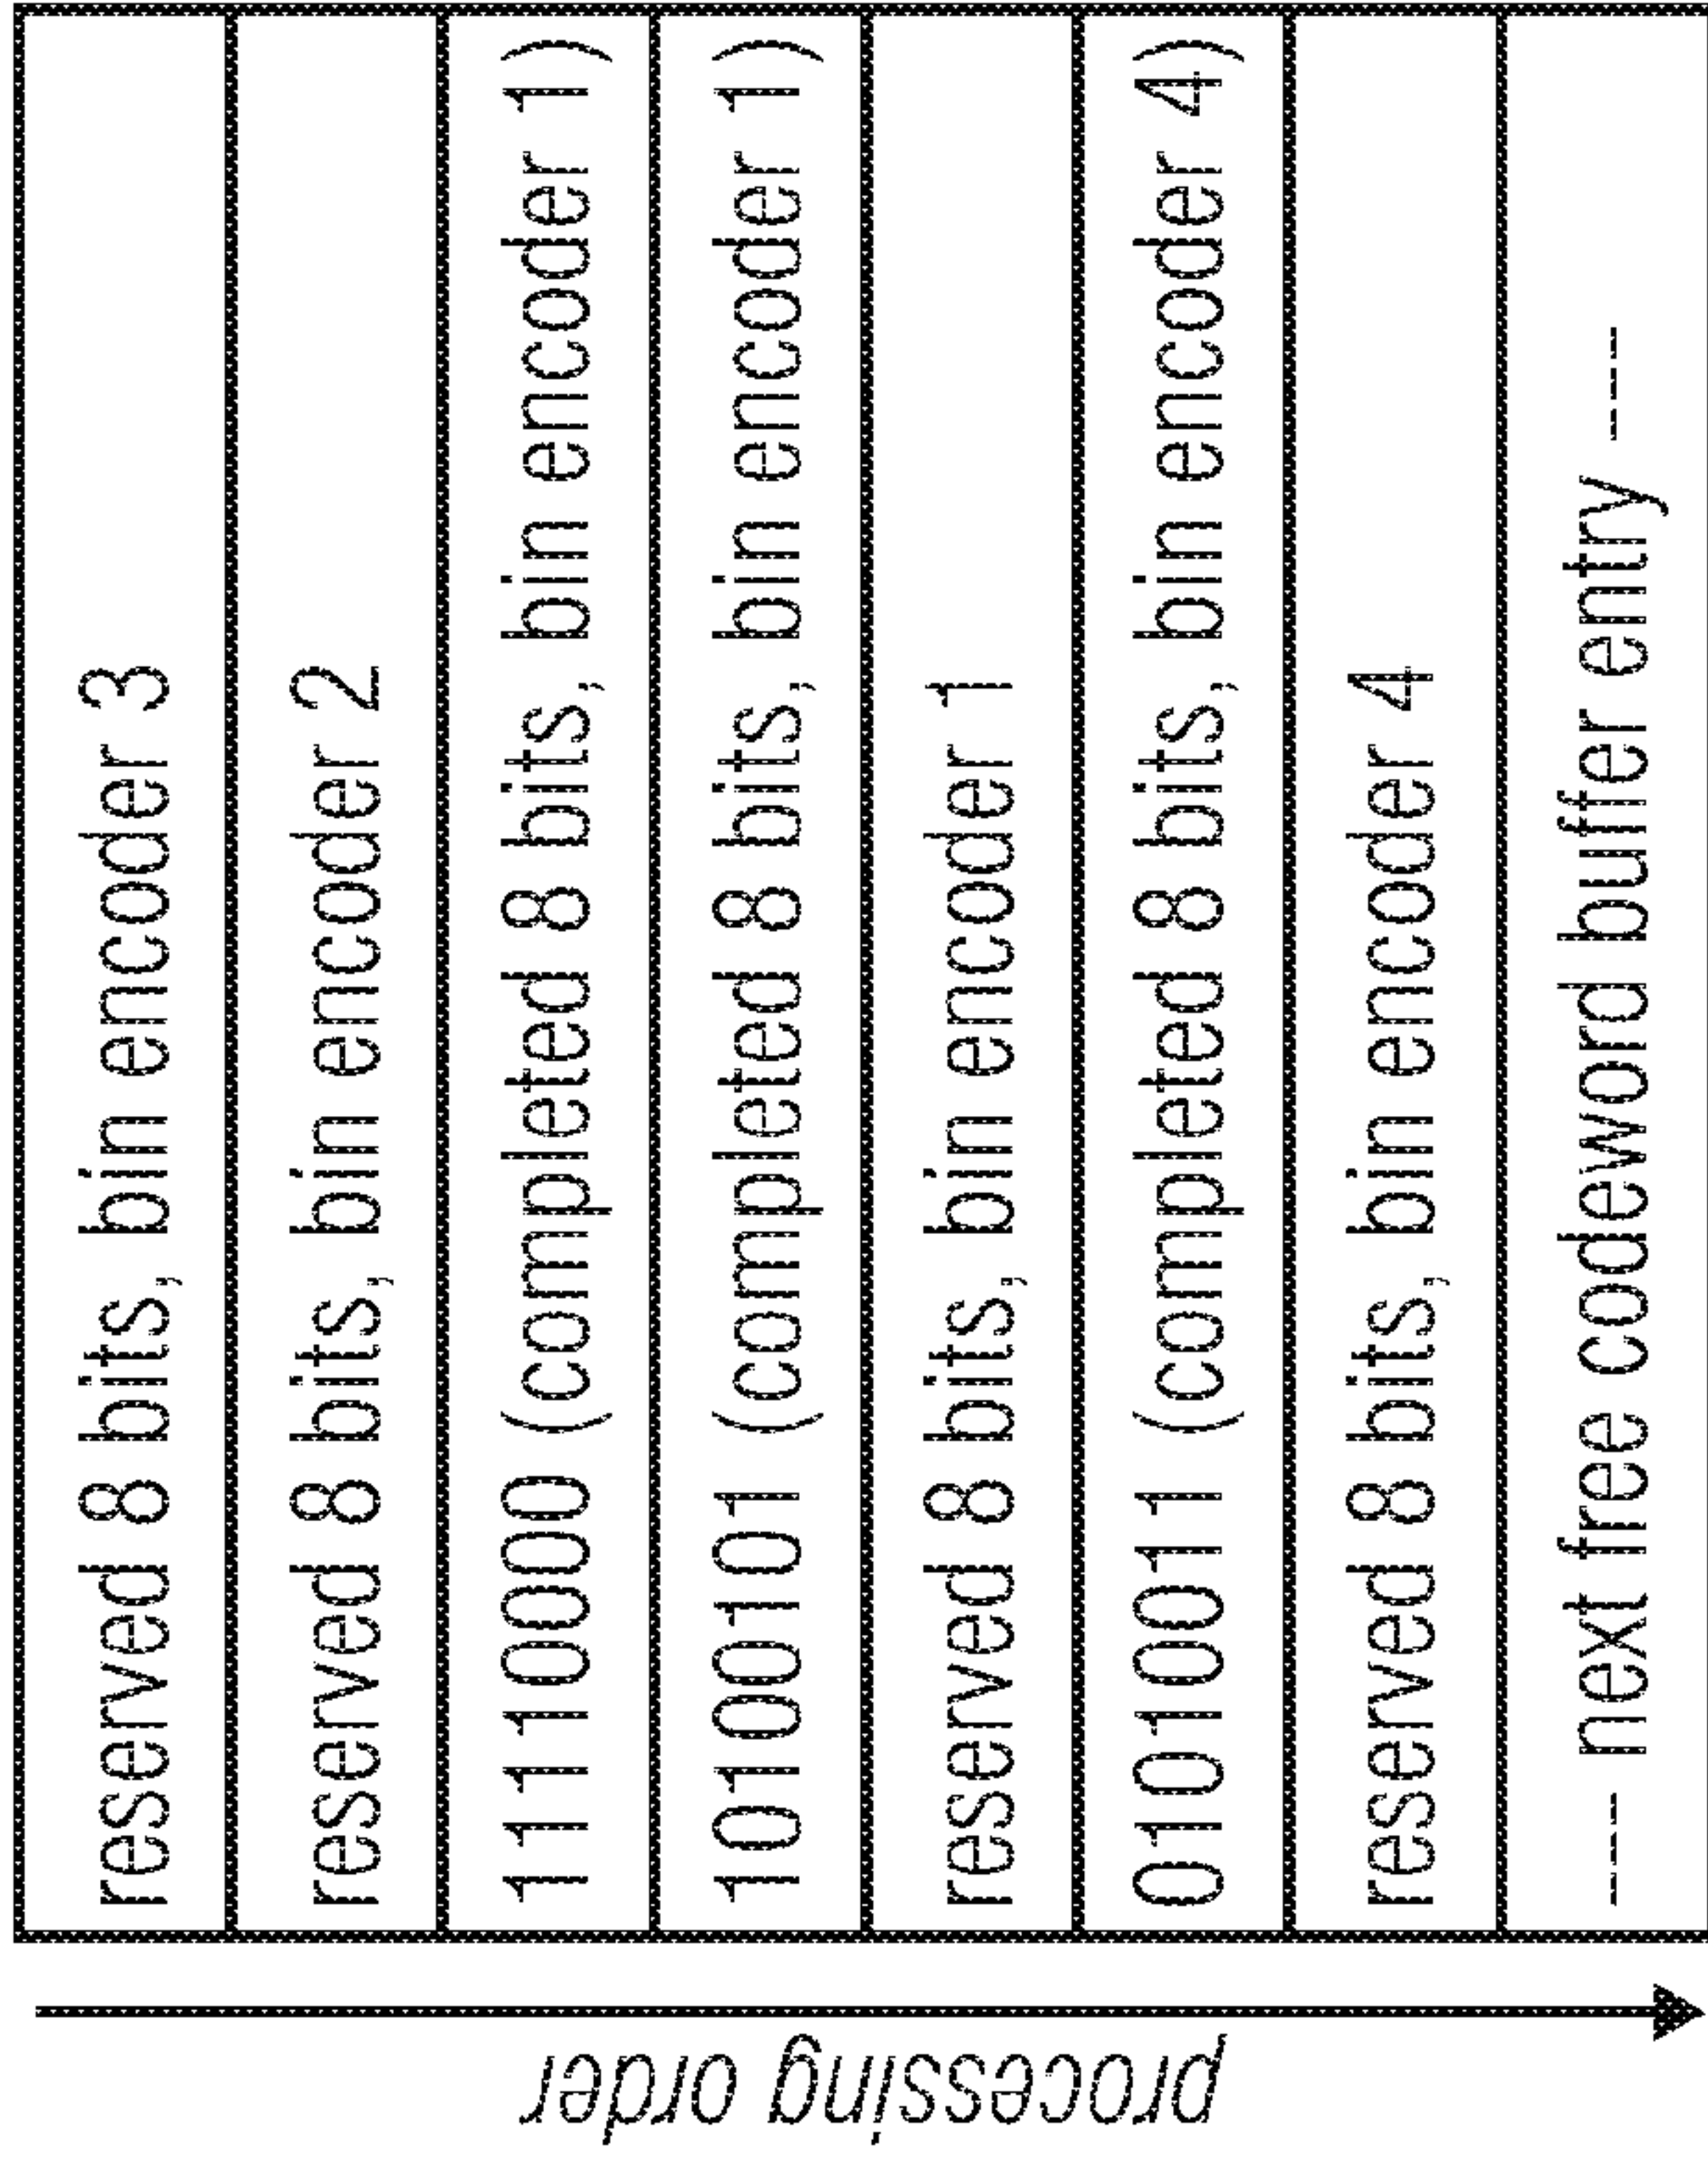 reserved 8 bits, bin encoder 3
reserved 8 bits, bin encoder 2
11110000 (completed 8 bits, bin encoder 1)
10100101 (completed 8 bits, bin encoder 1)
reserved 8 bits, bin encoder 1
01010011 (completed 8 bits, bin encoder 4)
reserved 8 bits, bin encoder 4
---- next free codeword buffer entry ----
processing order